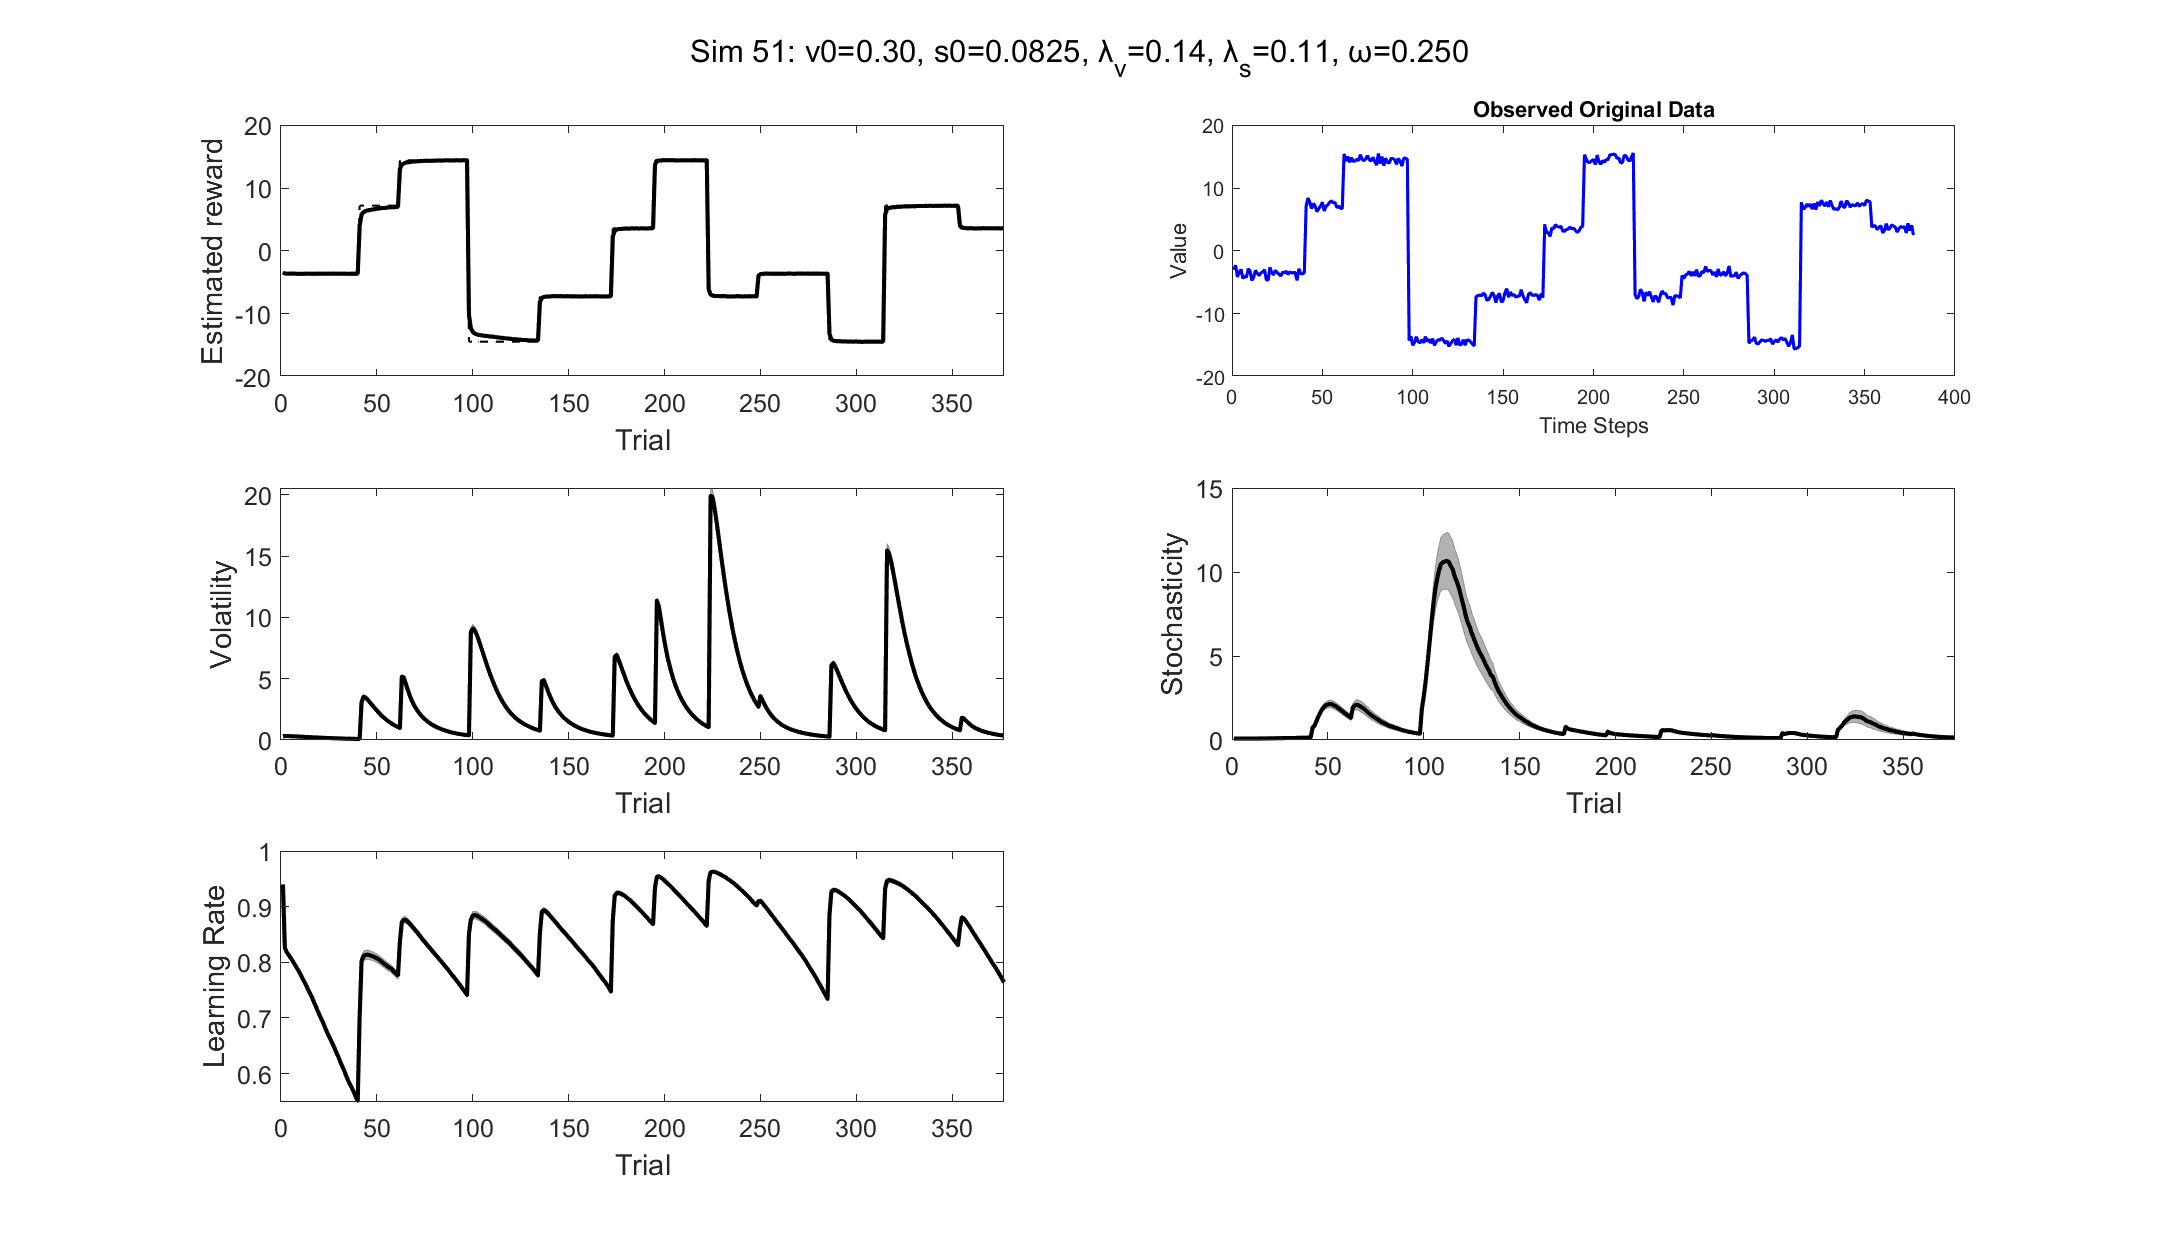 Sim 51: v0=0.30, s0=0.0825, λv=0.14, λs=0.11, ω=0.250
20
10
0
-10
-20
0 50 100 150 200 250 300 350
Estimated reward
Trial
Observed Original Data
20
10
0
-10
-20
0 50 100 150 200 250 300 350 400
Value
Time Steps
20
15
10
5
0
0 50 100 150 200 250 300 350
Volatility
Trial
15
10
5
0
0 50 100 150 200 250 300 350
Stochasticity
Trial
1
0.9
0.8
0.7
0.6
0 50 100 150 200 250 300 350
Learning Rate
Trial